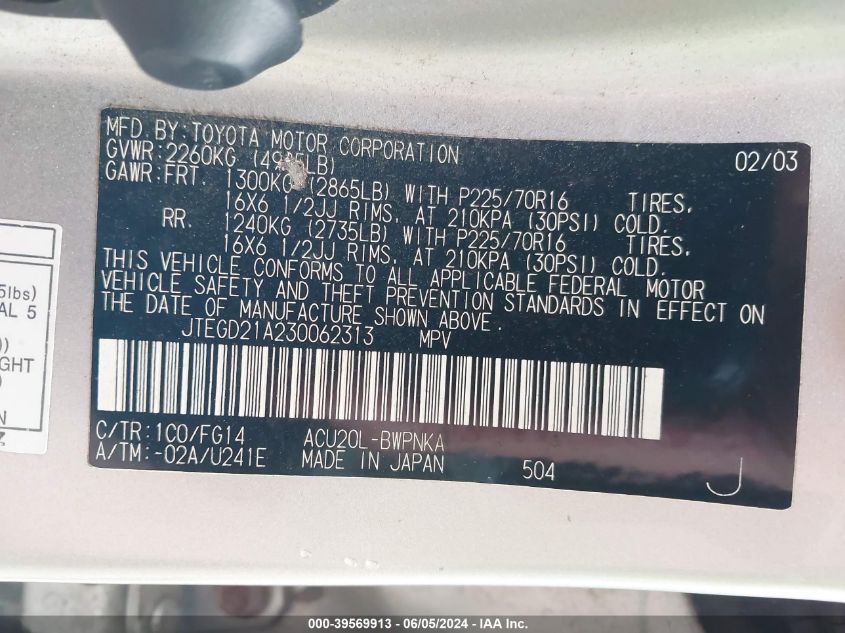 MFD. BY: TOYOTA MOTOR CORPORATION 02/03
GVWR: 2260KG
GAWR: FRT 1300KG (2865LB) WITH P225/70R16 TIRES,
16X6 1/2JJ RIMS, AT 210KPA (30PSI) COLD.
RR. 1240KG (2735LB) WITH P225/70R16 TIRES,
16X6 1/2JJ RIMS, AT 210KPA (30PSI) COLD.
THIS VEHICLE CONFORMS TO ALL APPLICABLE FEDERAL MOTOR
VEHICLE SAFETY AND THEFT PREVENTION STANDARDS IN EFFECT ON
THE DATE OF MANUFACTURE SHOWN ABOVE.
JTEGD21A230062313 MPV
C/TR: 1C0/FG14 ACU20L-BWPNKA
A/TM: -02A/U241E MADE IN JAPAN 504 J
5lbs)
AL 5
GHT
N
000-39569913 - 06/05/2024 - IAA Inc.